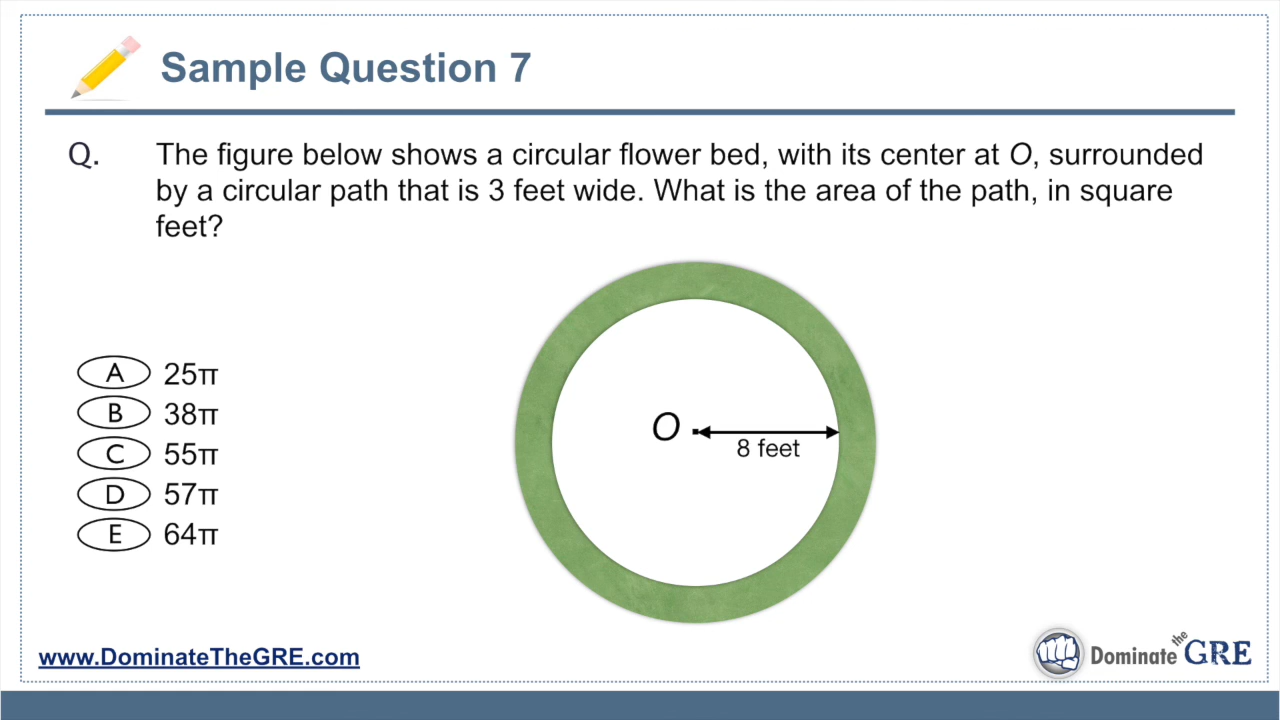 Sample Question 7
Q.
The figure below shows a circular flower bed, with its center at O, surrounded
by a circular path that is 3 feet wide. What is the area of the path, in square
feet?
A 25π
B 38π
C 55π
D 57π
E 64π
O
8 feet
www.DominateTheGRE.com
Dominate the GRE